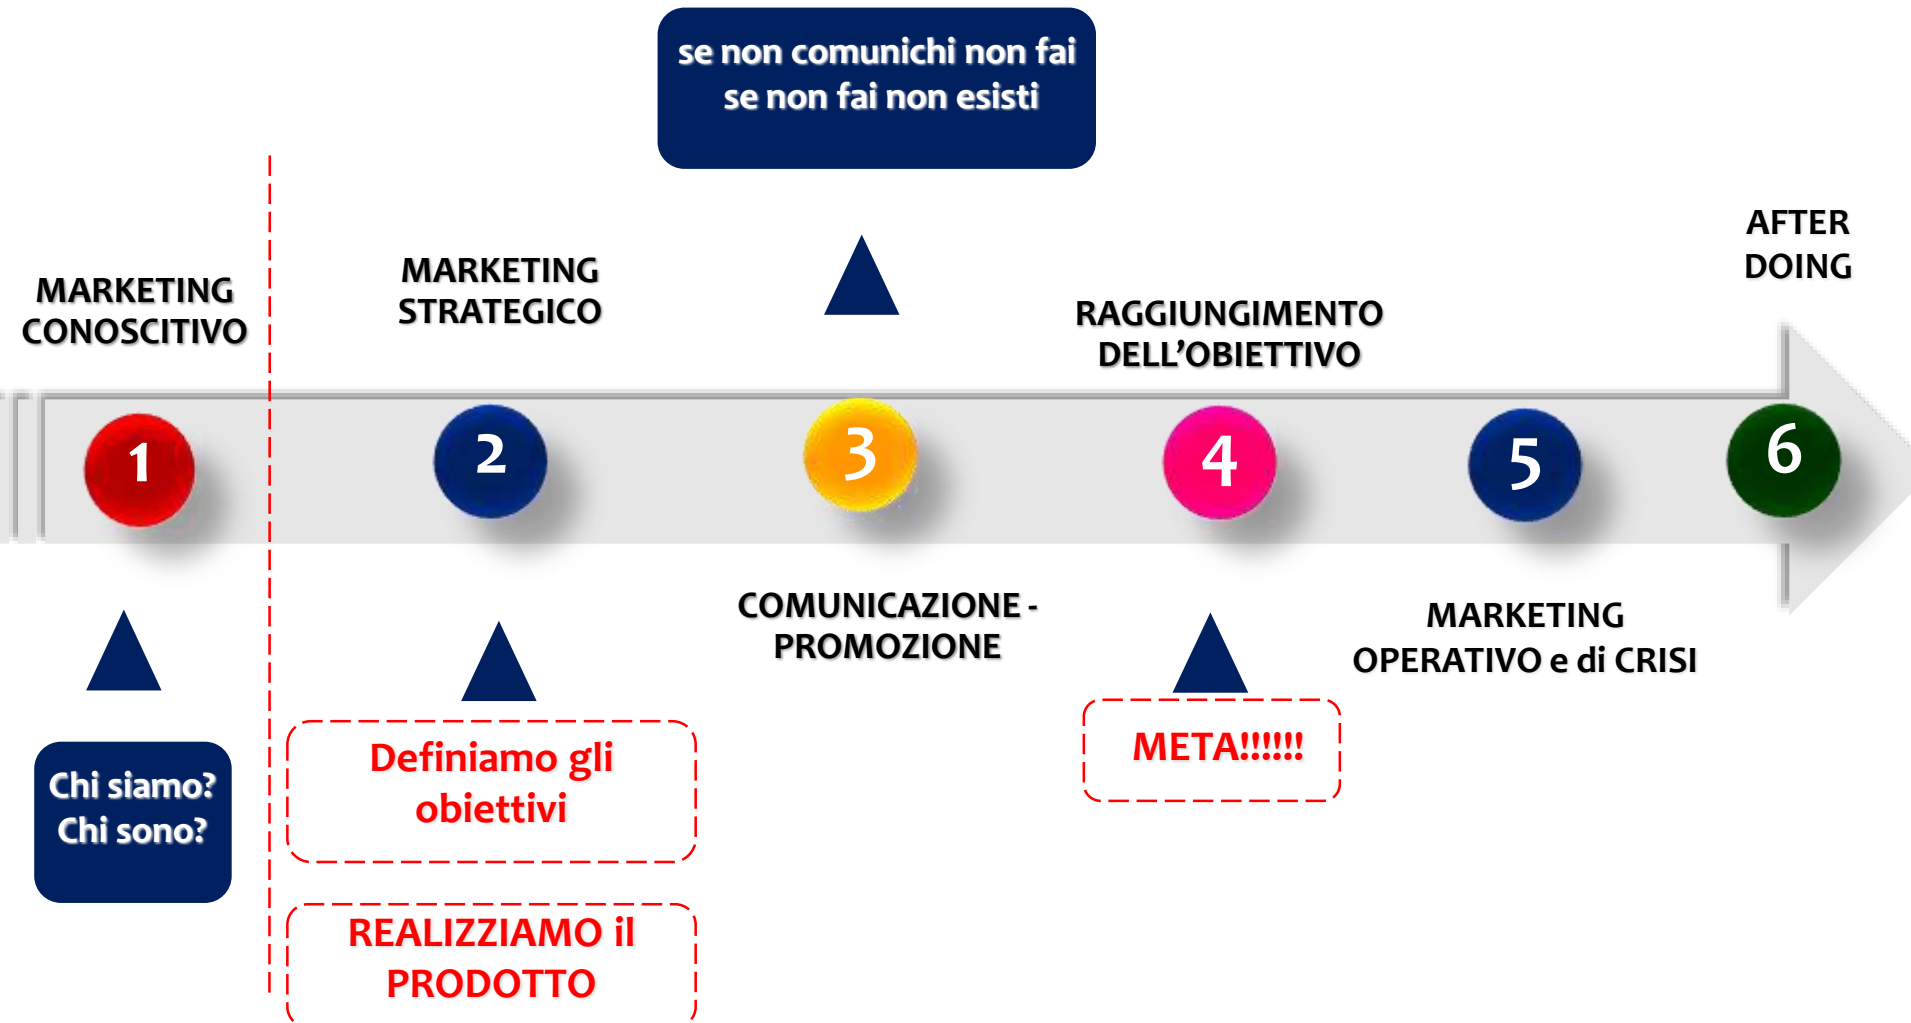 se non comunichi non fai
se non fai non esisti
AFTER
DOING
MARKETING
CONOSCITIVO
MARKETING
STRATEGICO
RAGGIUNGIMENTO
DELL’OBIETTIVO
1
2
3
4
5
6
COMUNICAZIONE -
PROMOZIONE
MARKETING
OPERATIVO e di CRISI
Chi siamo?
Chi sono?
Definiamo gli
obiettivi
META!!!!!!
REALIZZIAMO il
PRODOTTO